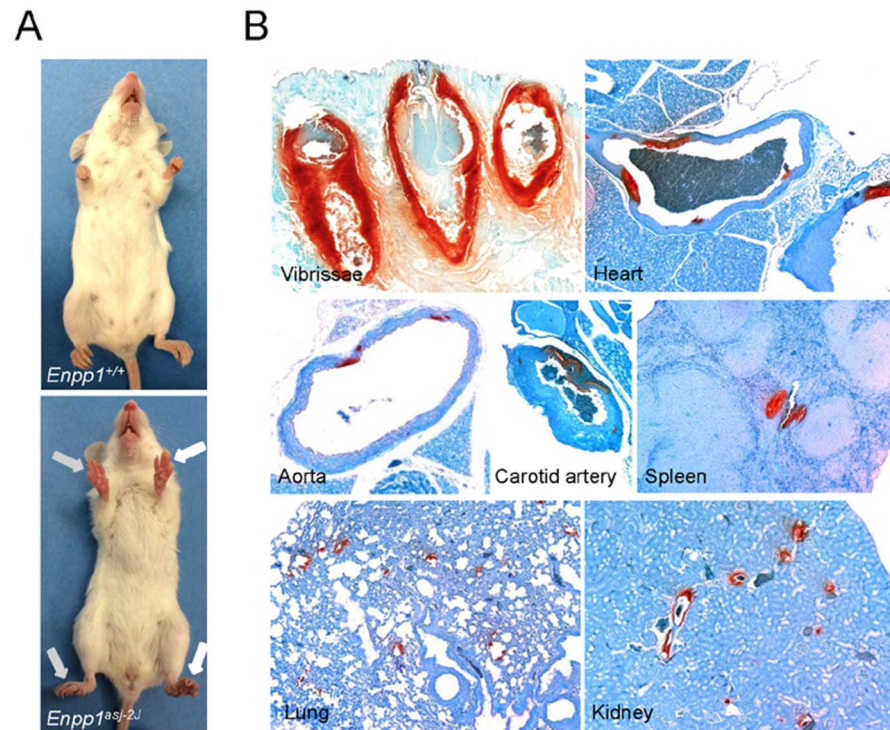 A
B
Enpp1+/+
Enpp1asj-2J
Vibrissae
Heart
Aorta
Carotid artery
Spleen
Lung
Kidney